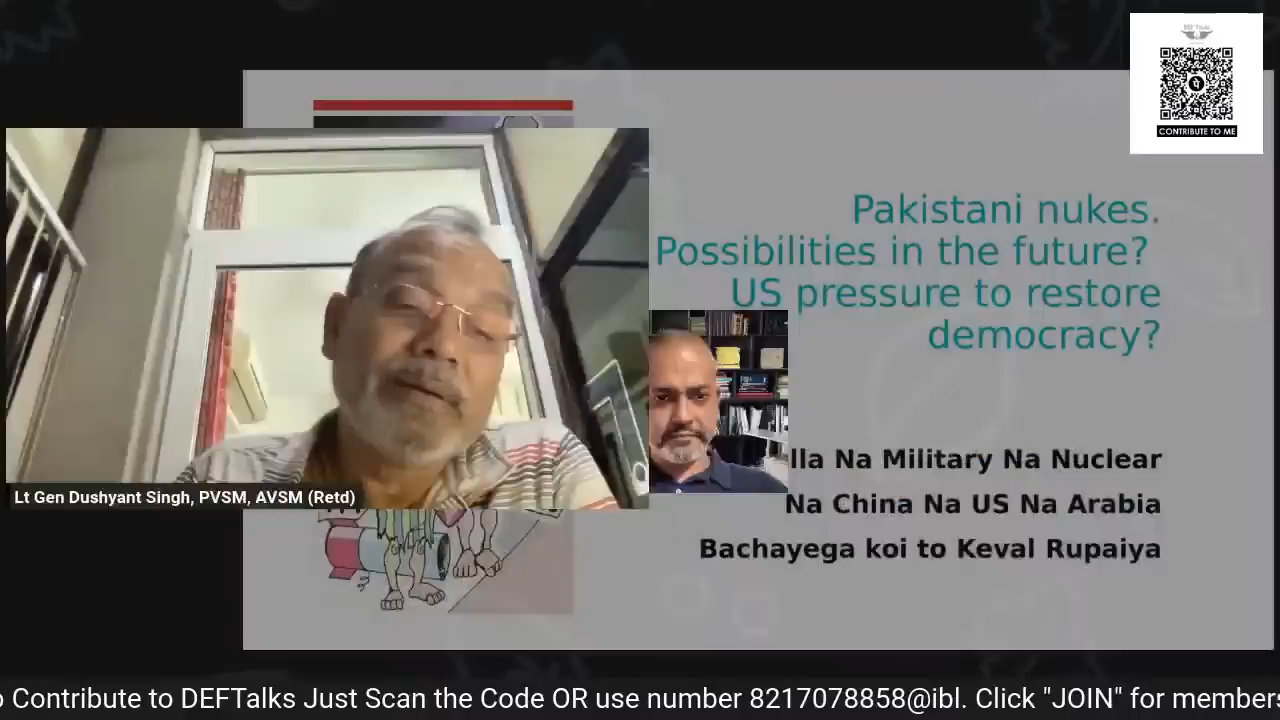 CONTRIBUTE TO ME
Pakistani nukes.
Possibilities in the future?
US pressure to restore
democracy?
lla Na Military Na Nuclear
Na China Na US Na Arabia
Bachayega koi to Keval Rupaiya
Lt Gen Dushyant Singh, PVSM, AVSM (Retd)
o Contribute to DEFTalks Just Scan the Code OR use number 8217078858@ibl. Click "JOIN" for members